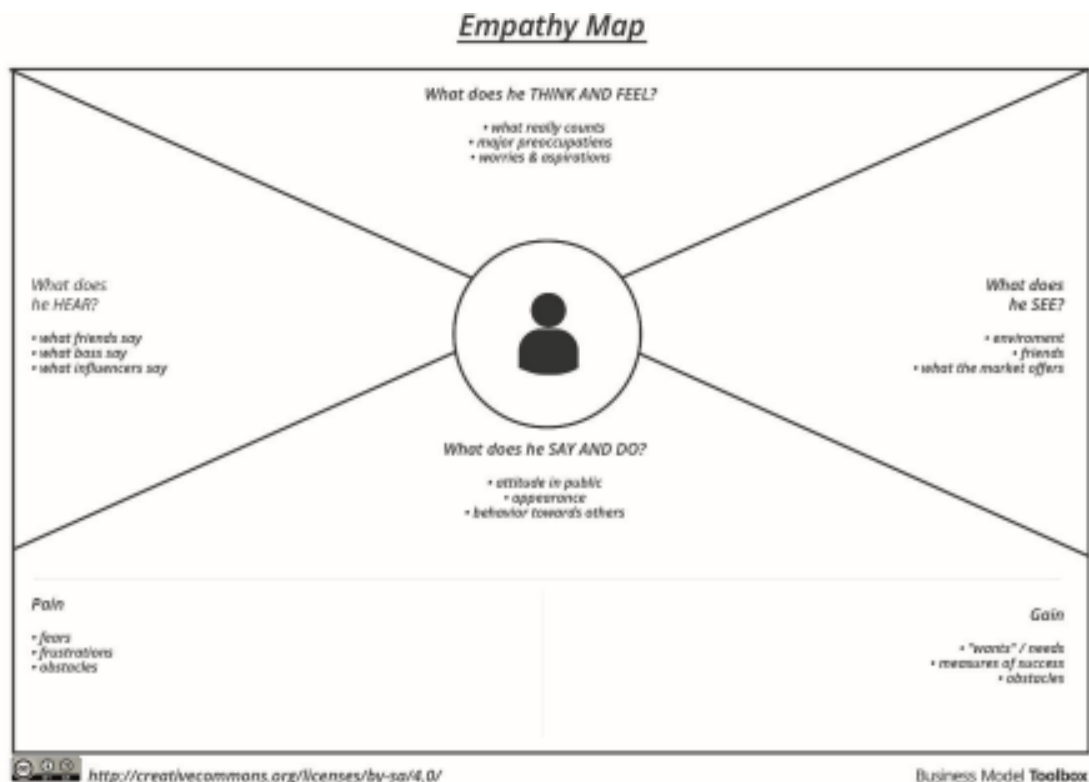 Empathy Map
What does he THINK AND FEEL?
• what really counts
• major preoccupations
• worries & aspirations
What does
he HEAR?
• what friends say
• what boss say
• what influencers say
What does
he SEE?
• enviroment
• friends
• what the market offers
What does he SAY AND DO?
• attitude in public
• appearance
• behavior towards others
Pain
• fears
• frustrations
• obstacles
Gain
• "wants" / needs
• measures of success
• obstacles
http://creativecommons.org/licenses/by-sa/4.0/
Business Model Toolbox